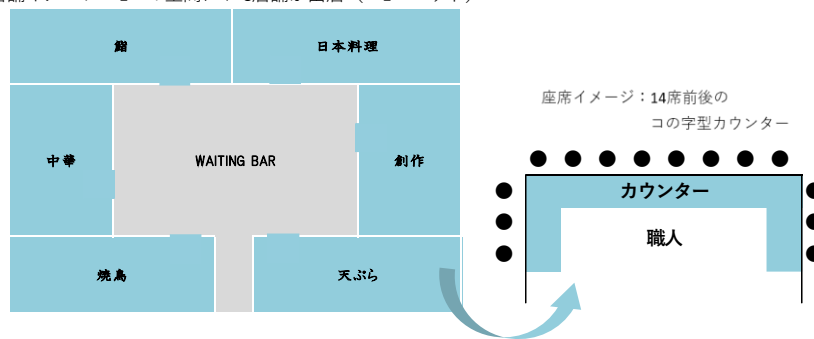 鮨
日本料理
中華
WAITING BAR
創作
焼鳥
天ぷら
座席イメージ：14席前後の
コの字型カウンター
カウンター
職人